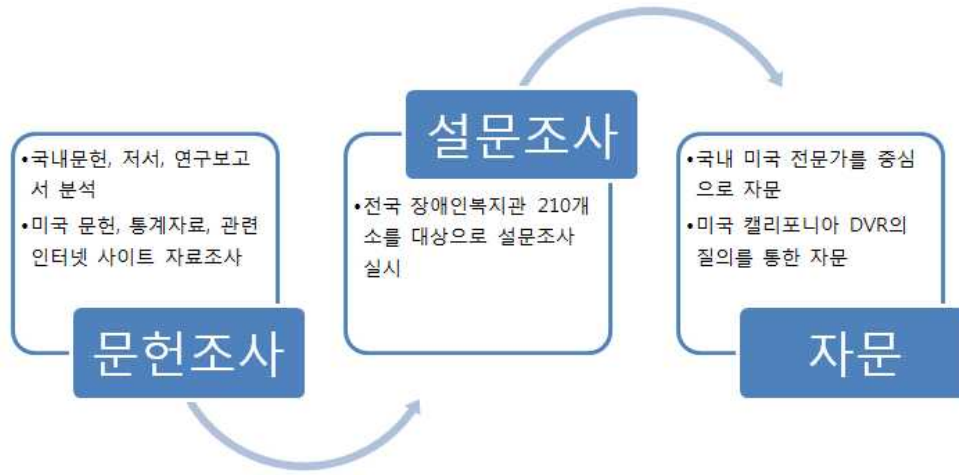 •국내문헌, 저서, 연구보고
서 분석
•미국 문헌, 통계자료, 관련
인터넷 사이트 자료조사
문헌조사
설문조사
•전국 장애인복지관 210개
소를 대상으로 설문조사
실시
•국내 미국 전문가를 중심
으로 자문
•미국 캘리포니아 DVR의
질의를 통한 자문
자문